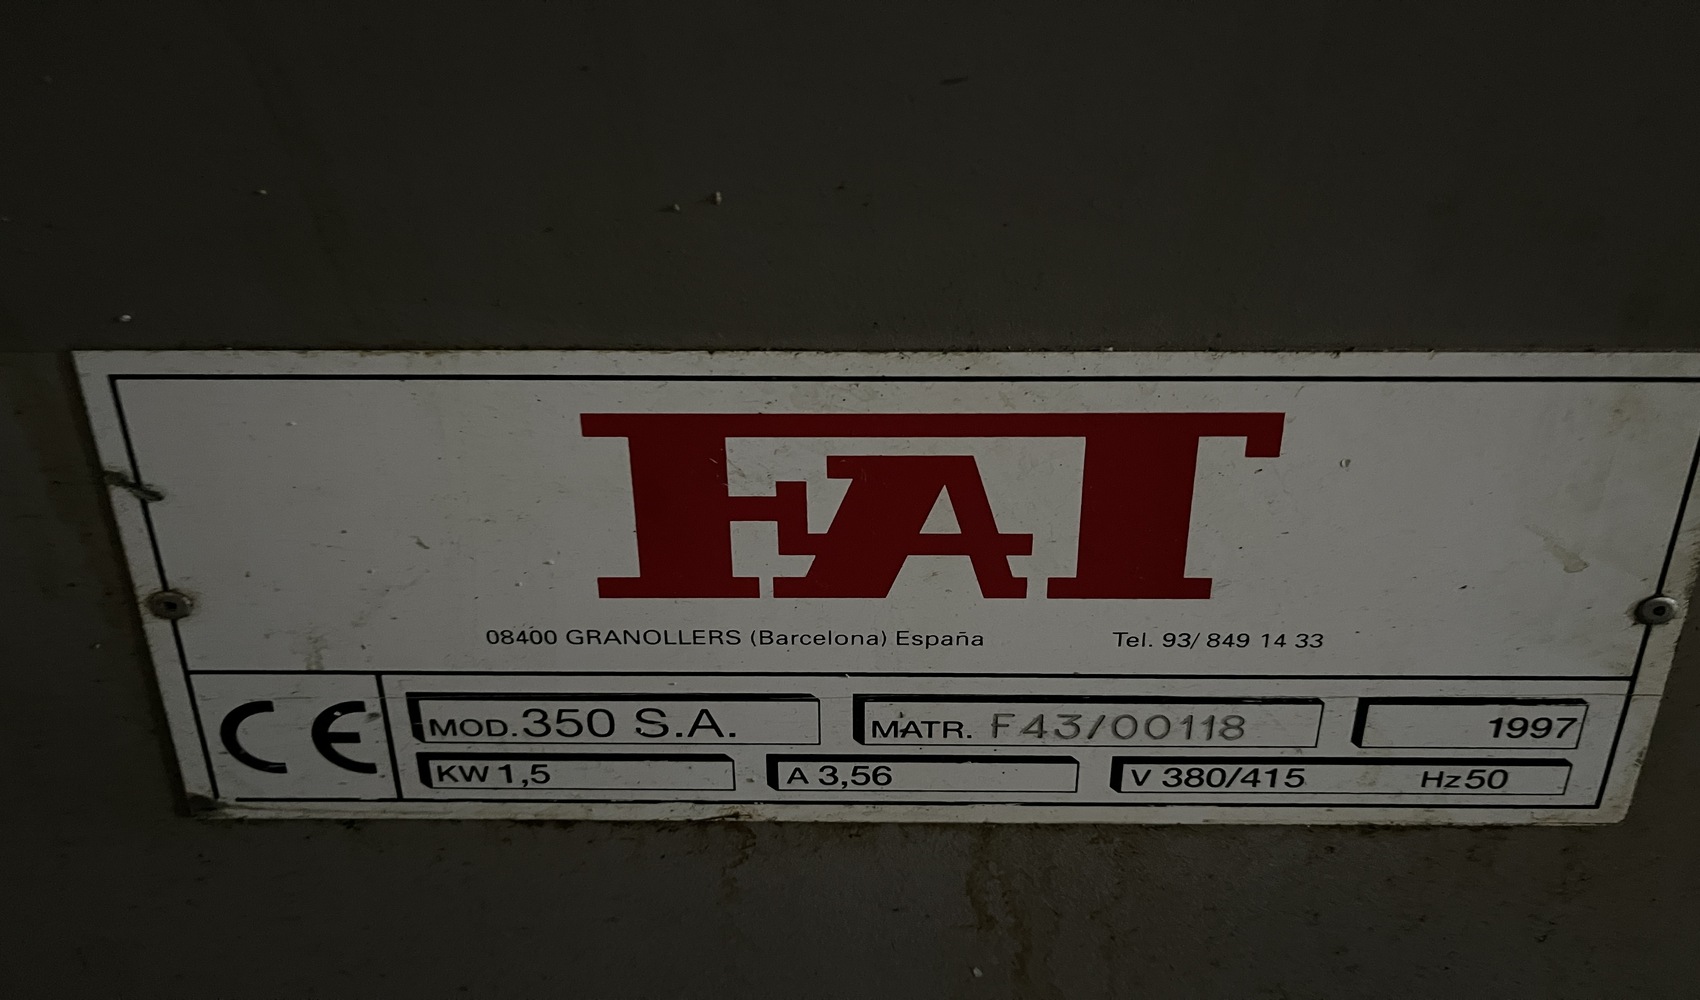 FAT
08400 GRANOLLERS (Barcelona) España Tel. 93/ 849 14 33
CE MOD. 350 S.A. MATR. F43/00118 1997
KW 1,5 A 3,56 V 380/415 Hz 50